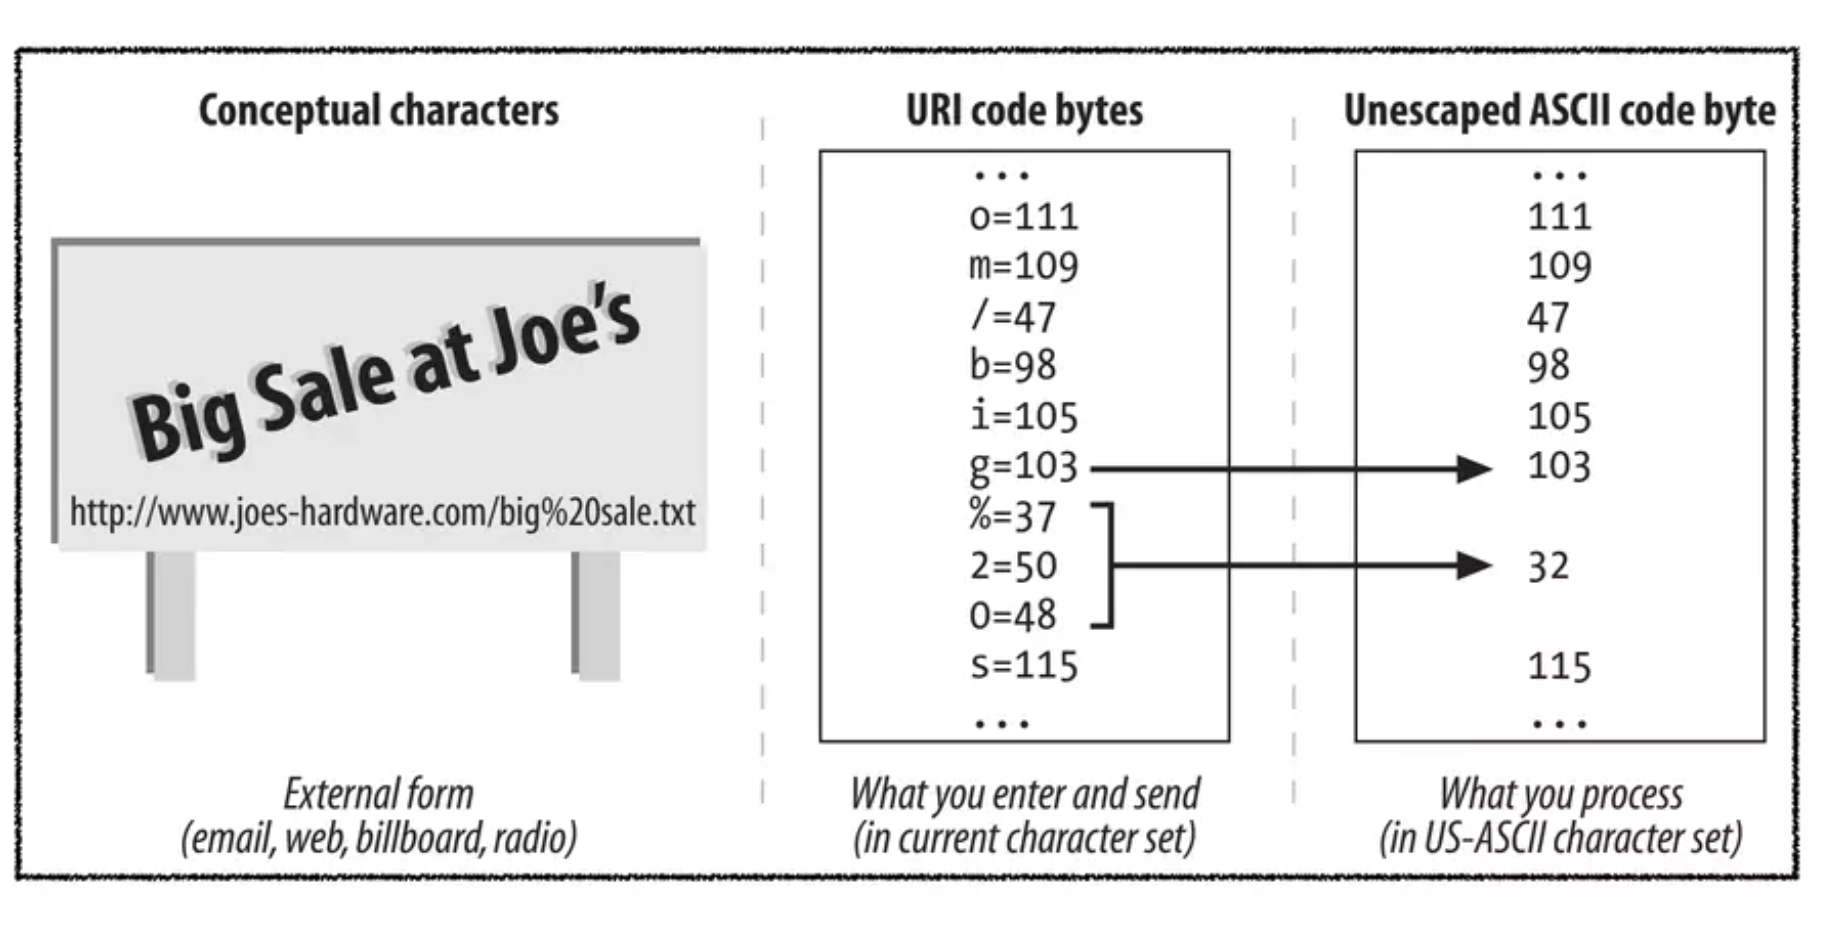 Conceptual characters
Big Sale at Joe's
http://www.joes-hardware.com/big%20sale.txt
External form
(email, web, billboard, radio)
URI code bytes
...
o=111
m=109
/=47
b=98
i=105
g=103
%=37
2=50
0=48
s=115
...
What you enter and send
(in current character set)
Unescaped ASCII code byte
...
111
109
47
98
105
103
32
115
...
What you process
(in US-ASCII character set)